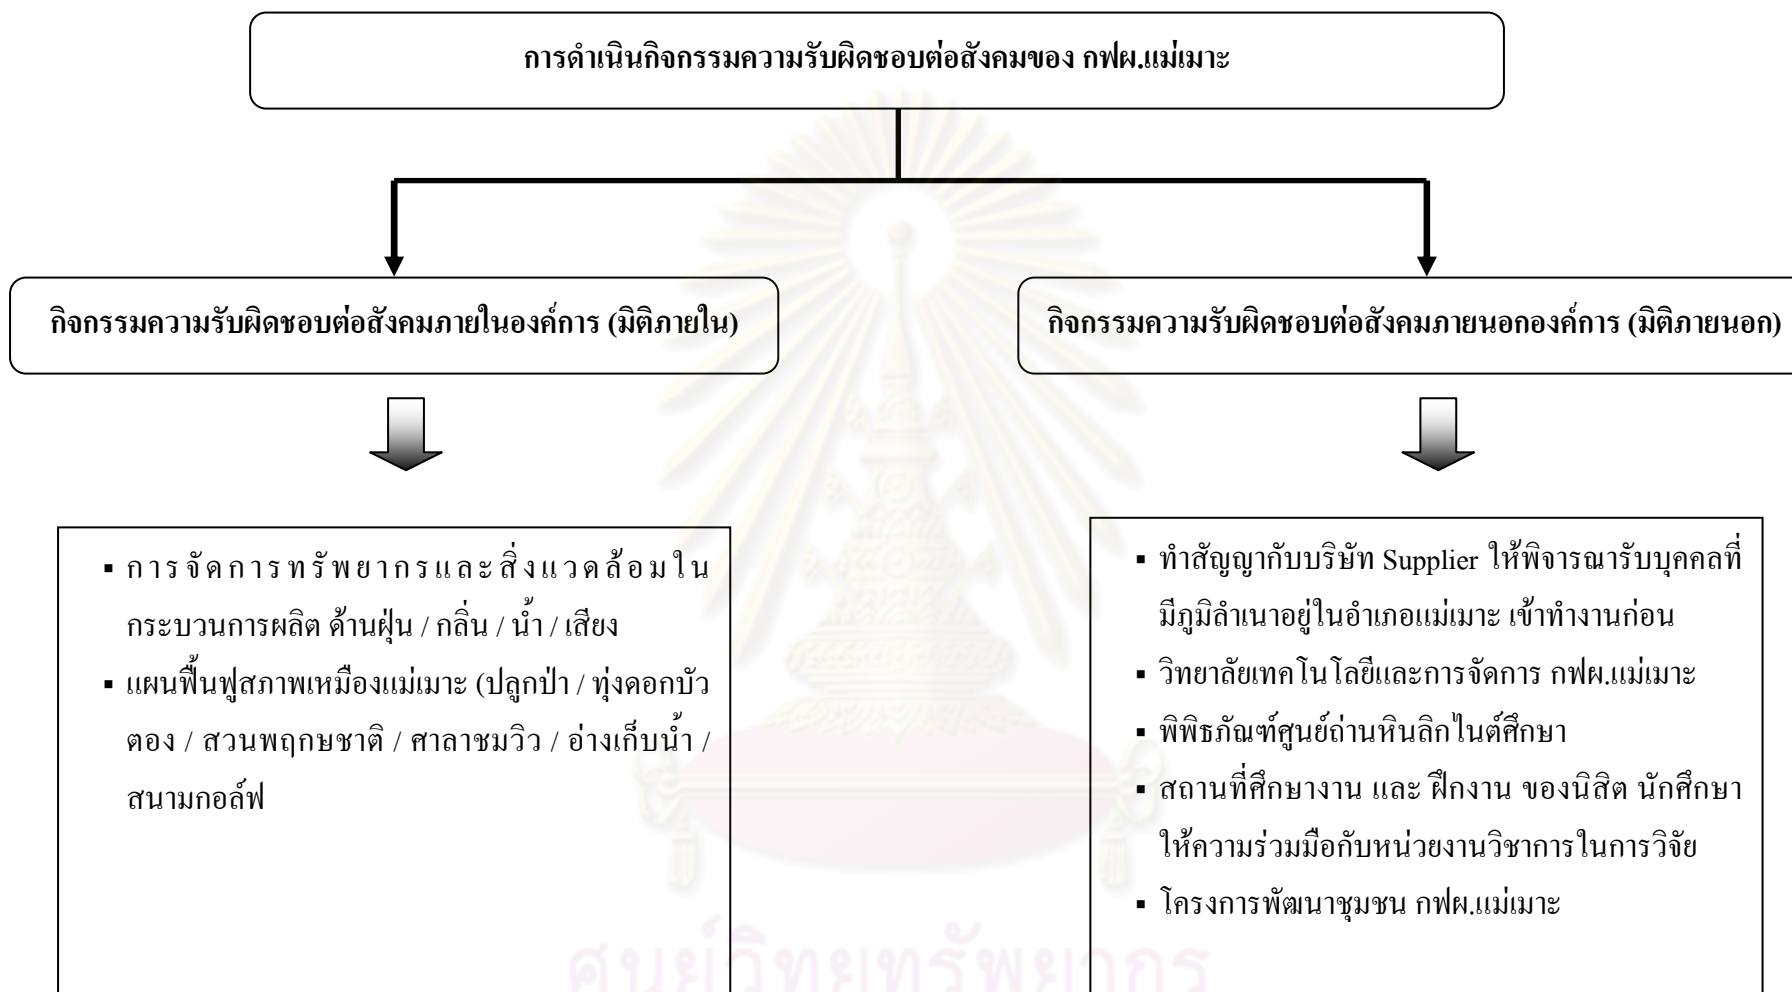 การดำเนินกิจกรรมความรับผิดชอบต่อสังคมของ กฟผ.แม่เมาะ
กิจกรรมความรับผิดชอบต่อสังคมภายในองค์การ (มิติภายใน)
กิจกรรมความรับผิดชอบต่อสังคมภายนอกองค์การ (มิติภายนอก)
▪ การจัดการทรัพยากรและสิ่งแวดล้อมใน
กระบวนการผลิต ด้านฝุ่น / กลิ่น / น้ำ / เสียง
▪ แผนฟื้นฟูสภาพเหมืองแม่เมาะ (ปลูกป่า / ทุ่งดอกบัว
ตอง / สวนพฤกษชาติ / ศาลาชมวิว / อ่างเก็บน้ำ /
สนามกอล์ฟ
▪ ทำสัญญากับบริษัท Supplier ให้พิจารณารับบุคคลที่
มีภูมิลำเนาอยู่ในอำเภอแม่เมาะ เข้าทำงานก่อน
▪ วิทยาลัยเทคโนโลยีและการจัดการ กฟผ.แม่เมาะ
▪ พิพิธภัณฑ์ศูนย์ถ่านหินลิกไนต์ศึกษา
▪ สถานที่ศึกษางาน และ ฝึกงาน ของนิสิต นักศึกษา
ให้ความร่วมมือกับหน่วยงานวิชาการในการวิจัย
▪ โครงการพัฒนาชุมชน กฟผ.แม่เมาะ
ศูนย์วิทยทรัพยากร